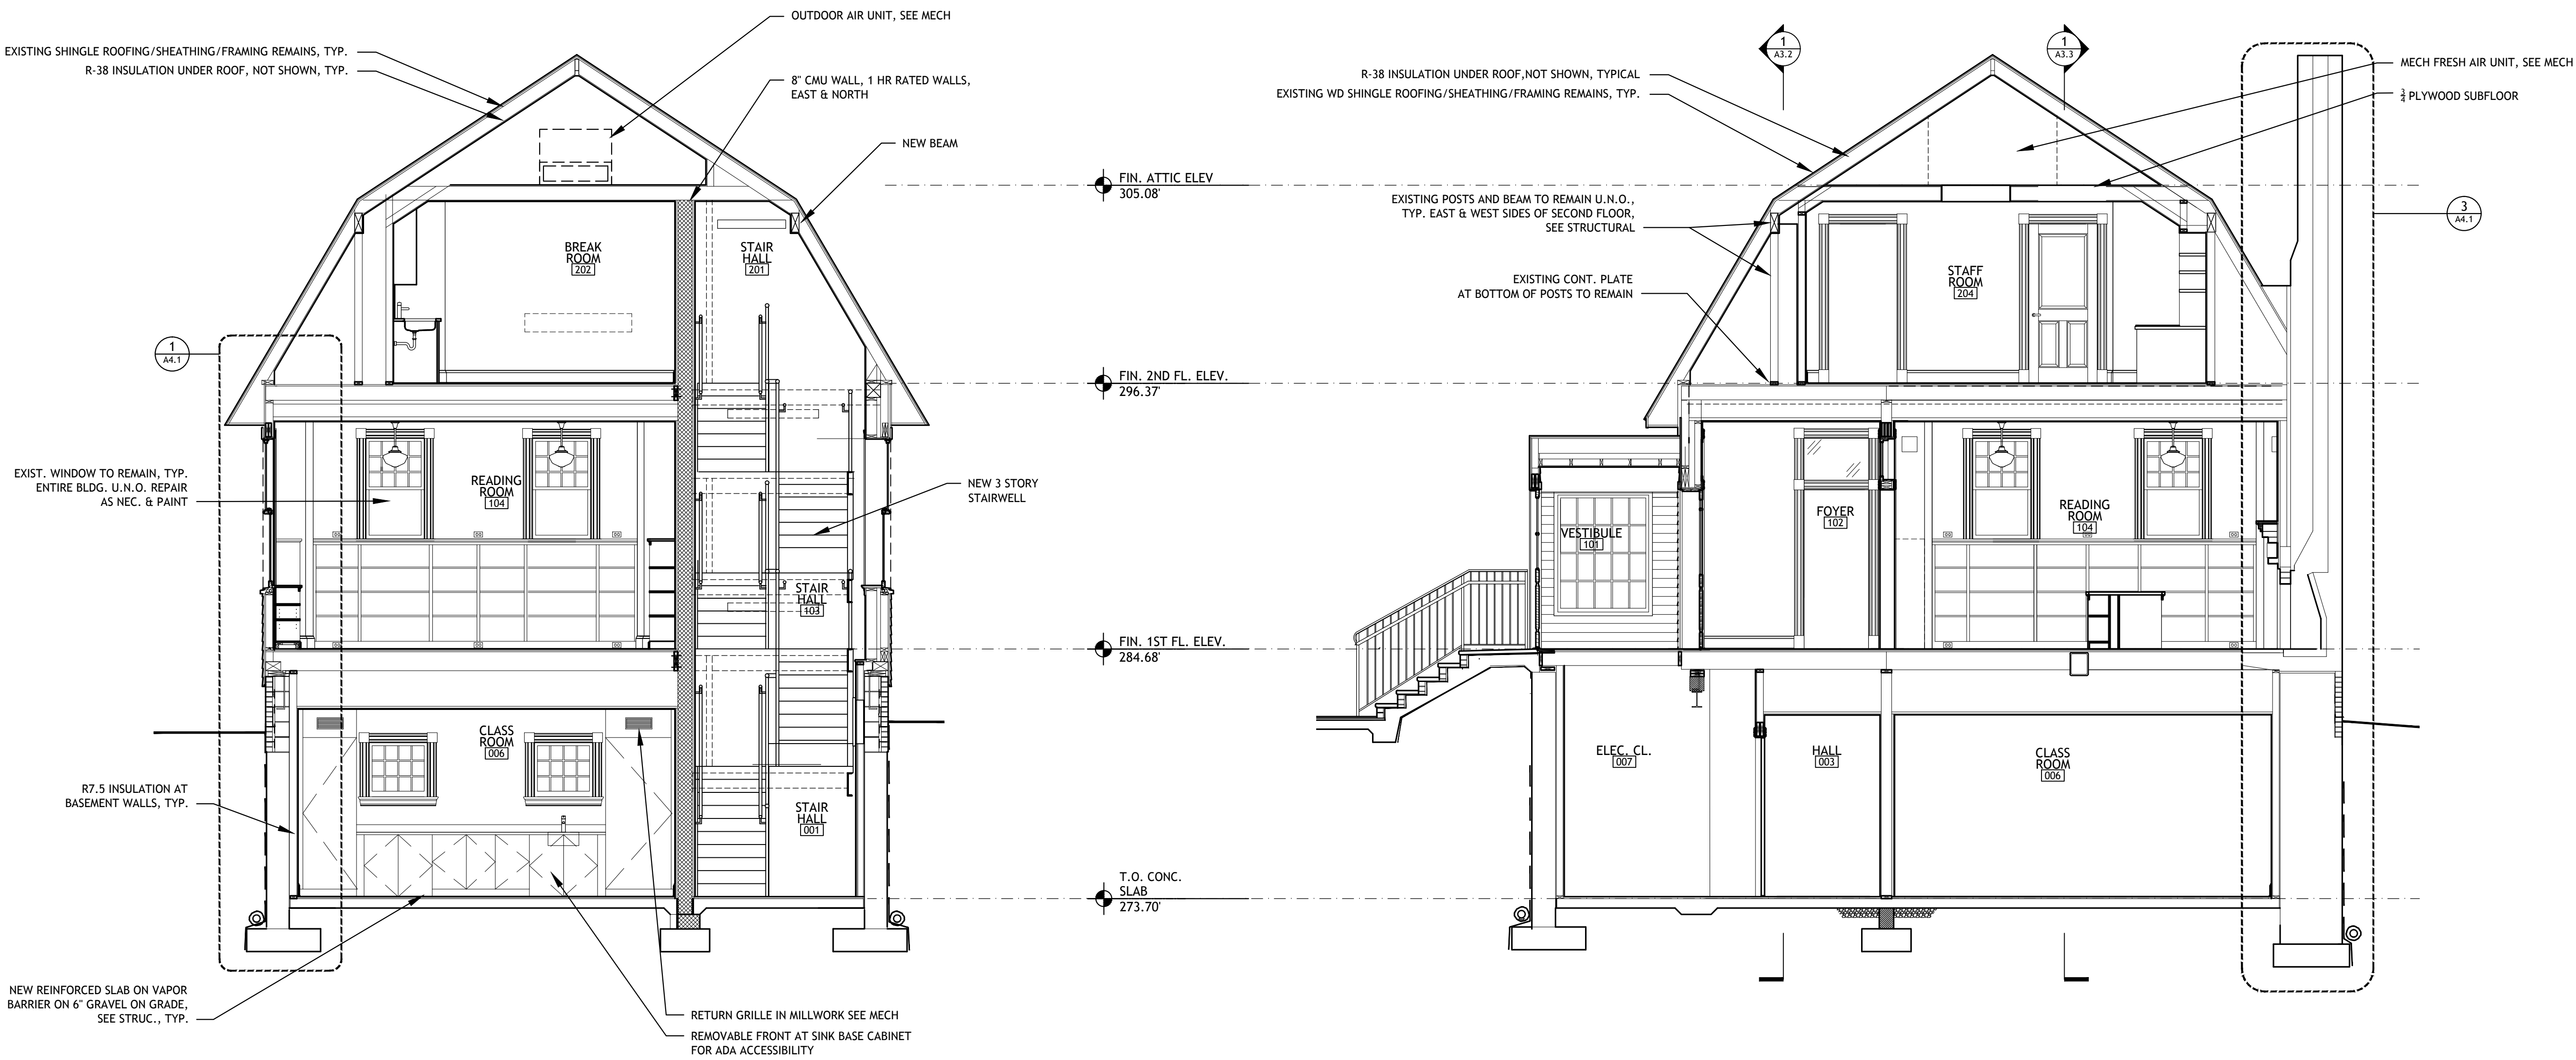 OUTDOOR AIR UNIT, SEE MECH
EXISTING SHINGLE ROOFING/SHEATHING/FRAMING REMAINS, TYP.
R-38 INSULATION UNDER ROOF, NOT SHOWN, TYP.
8" CMU WALL, 1 HR RATED WALLS,
EAST & NORTH
NEW BEAM
BREAK
ROOM
202
STAIR
HALL
201
1
A4.1
EXIST. WINDOW TO REMAIN, TYP.
ENTIRE BLDG. U.N.O. REPAIR
AS NEC. & PAINT
READING
ROOM
104
NEW 3 STORY
STAIRWELL
STAIR
HALL
103
CLASS
ROOM
006
R7.5 INSULATION AT
BASEMENT WALLS, TYP.
STAIR
HALL
001
NEW REINFORCED SLAB ON VAPOR
BARRIER ON 6" GRAVEL ON GRADE,
SEE STRUC., TYP.
RETURN GRILLE IN MILLWORK SEE MECH
REMOVABLE FRONT AT SINK BASE CABINET
FOR ADA ACCESSIBILITY
FIN. ATTIC ELEV
305.08'
FIN. 2ND FL. ELEV.
296.37'
FIN. 1ST FL. ELEV.
284.68'
T.O. CONC.
SLAB
273.70'
1
A3.2
1
A3.3
R-38 INSULATION UNDER ROOF,NOT SHOWN, TYPICAL
EXISTING WD SHINGLE ROOFING/SHEATHING/FRAMING REMAINS, TYP.
MECH FRESH AIR UNIT, SEE MECH
3/4 PLYWOOD SUBFLOOR
EXISTING POSTS AND BEAM TO REMAIN U.N.O.,
TYP. EAST & WEST SIDES OF SECOND FLOOR,
SEE STRUCTURAL
3
A4.1
EXISTING CONT. PLATE
AT BOTTOM OF POSTS TO REMAIN
STAFF
ROOM
204
VESTIBULE
101
FOYER
102
READING
ROOM
104
ELEC. CL.
007
HALL
003
CLASS
ROOM
006